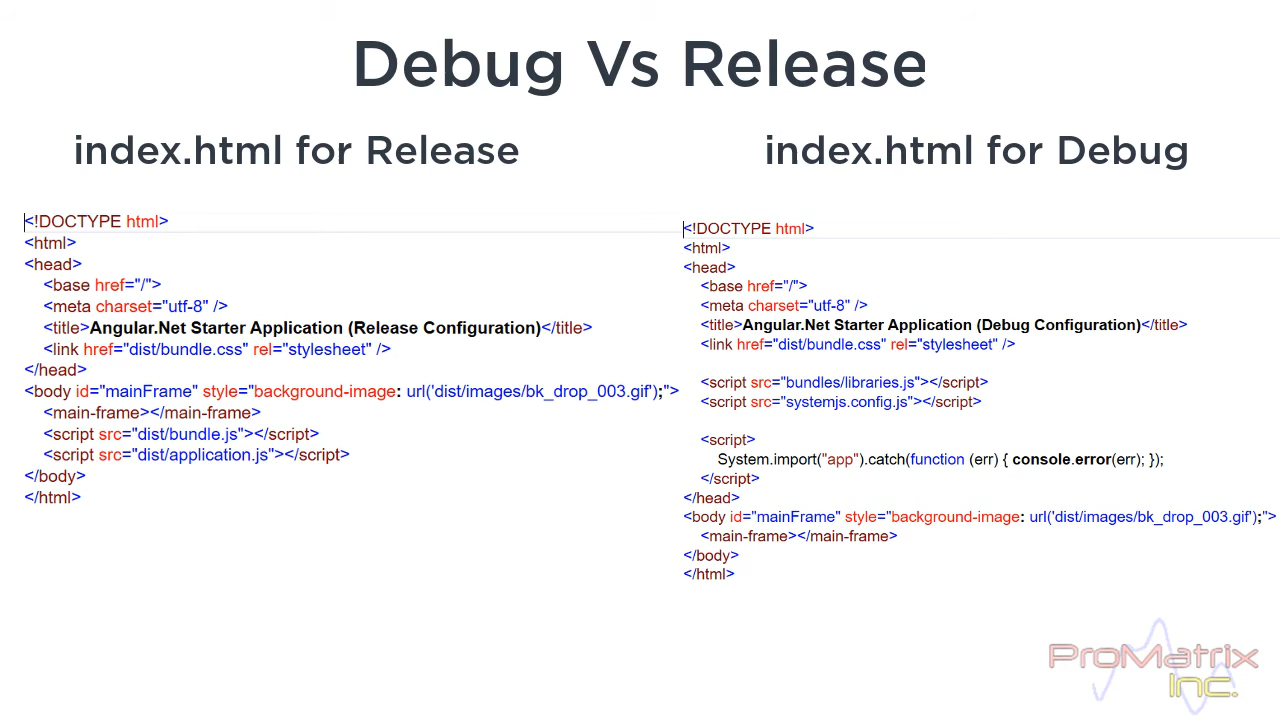 Debug Vs Release
index.html for Release
<!DOCTYPE html>
<html>
<head>
<base href="/">
<meta charset="utf-8" />
<title>Angular.Net Starter Application (Release Configuration)</title>
<link href="dist/bundle.css" rel="stylesheet" />
</head>
<body id="mainFrame" style="background-image: url('dist/images/bk_drop_003.gif');">
<main-frame></main-frame>
<script src="dist/bundle.js"></script>
<script src="dist/application.js"></script>
</body>
</html>
index.html for Debug
<!DOCTYPE html>
<html>
<head>
<base href="/">
<meta charset="utf-8" />
<title>Angular.Net Starter Application (Debug Configuration)</title>
<link href="dist/bundle.css" rel="stylesheet" />
<script src="bundles/libraries.js"></script>
<script src="systemjs.config.js"></script>
<script>
System.import("app").catch(function (err) { console.error(err); });
</script>
</head>
<body id="mainFrame" style="background-image: url('dist/images/bk_drop_003.gif');">
<main-frame></main-frame>
</body>
</html>
ProMatrix
Inc.